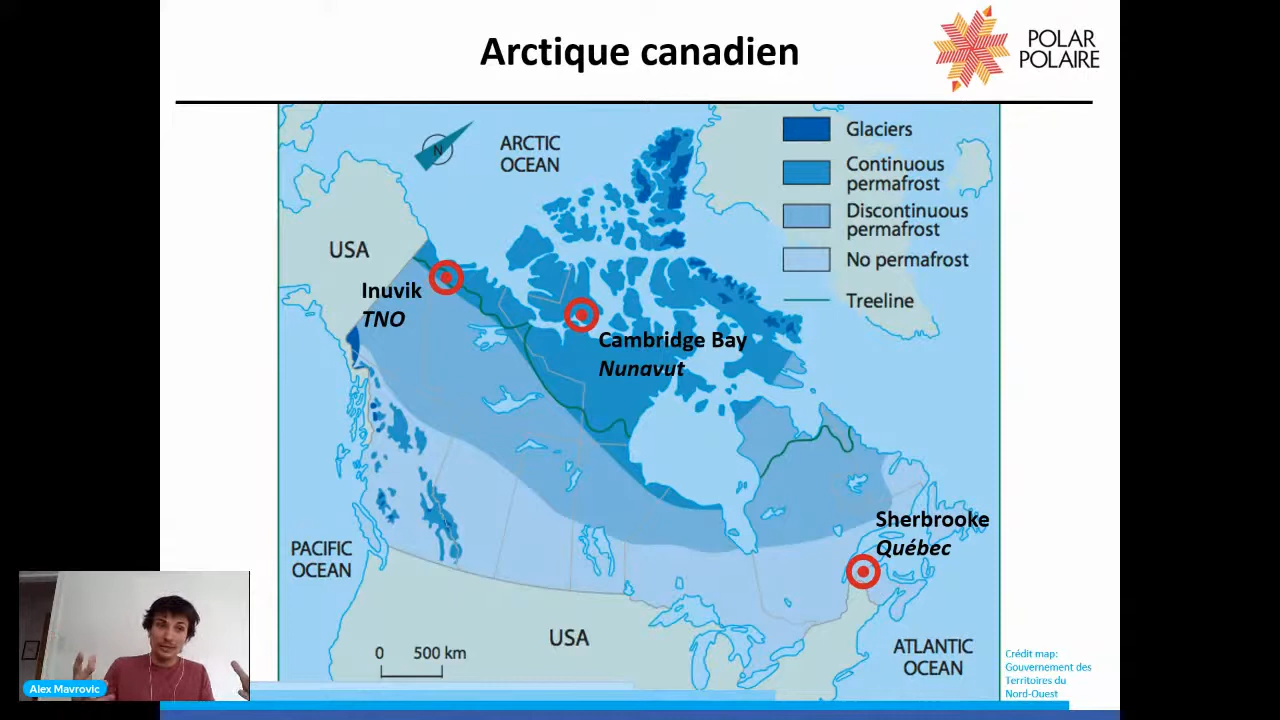 Arctique canadien
POLAR
POLAIRE
ARCTIC
OCEAN
N
Glaciers
Continuous
permafrost
Discontinuous
permafrost
No permafrost
Treeline
USA
Inuvik
TNO
Cambridge Bay
Nunavut
Sherbrooke
Québec
PACIFIC
OCEAN
USA
0 500 km
ATLANTIC
OCEAN
Crédit map:
Gouvernement des
Territoires du
Nord-Ouest
Alex Mavrovic